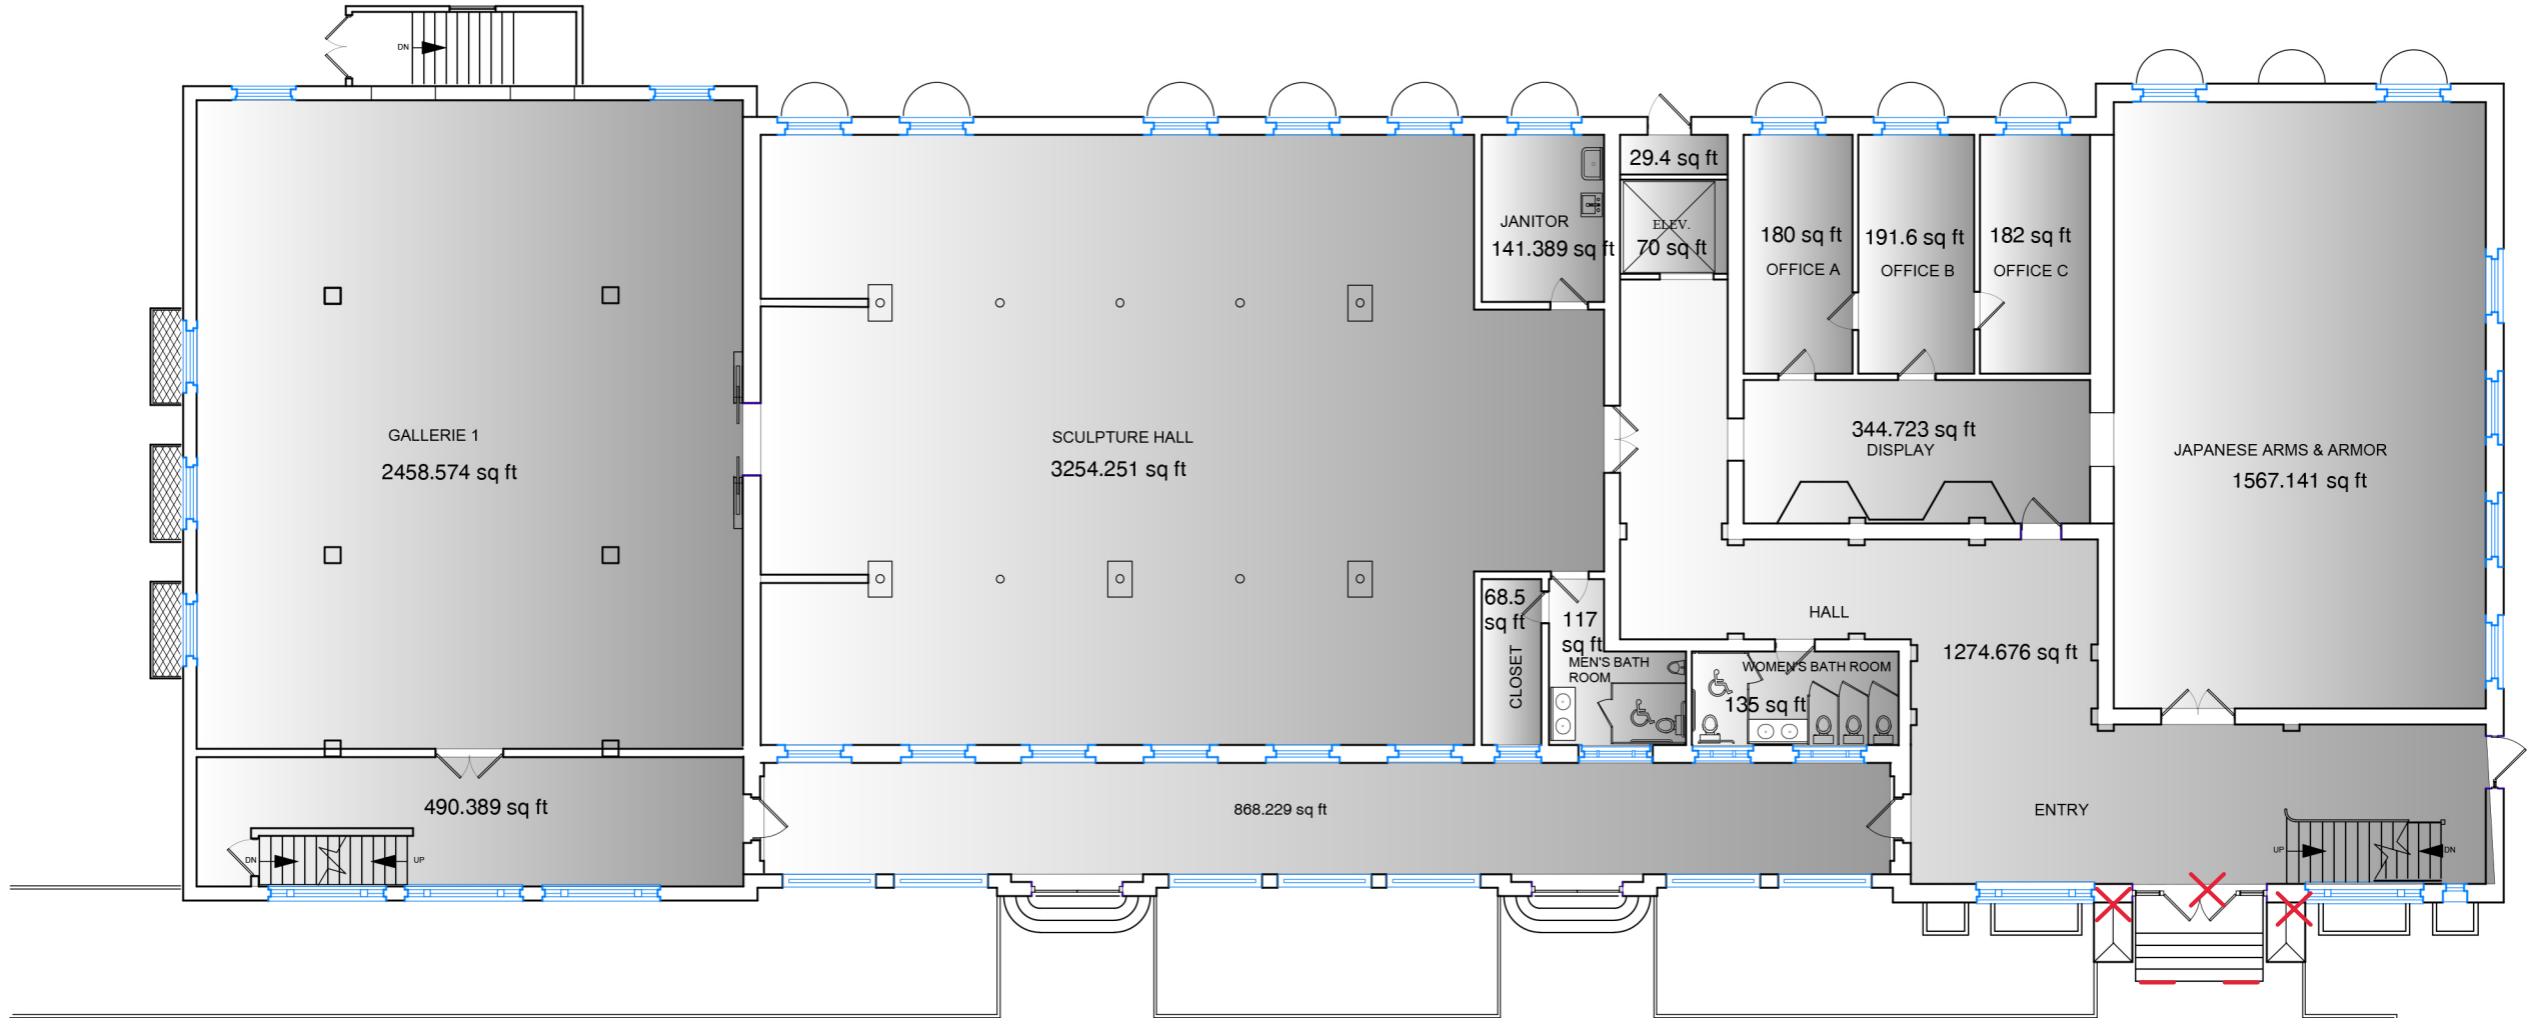 DN
29.4 sq ft
JANITOR
141.389 sq ft
ELEV.
70 sq ft
180 sq ft
OFFICE A
191.6 sq ft
OFFICE B
182 sq ft
OFFICE C
GALLERIE 1
2458.574 sq ft
SCULPTURE HALL
3254.251 sq ft
344.723 sq ft
DISPLAY
JAPANESE ARMS & ARMOR
1567.141 sq ft
68.5
sq ft
CLOSET
117
sq ft
MEN'S BATH
ROOM
WOMEN'S BATH ROOM
135 sq ft
HALL
1274.676 sq ft
490.389 sq ft
DN
UP
868.229 sq ft
ENTRY
UP
DN